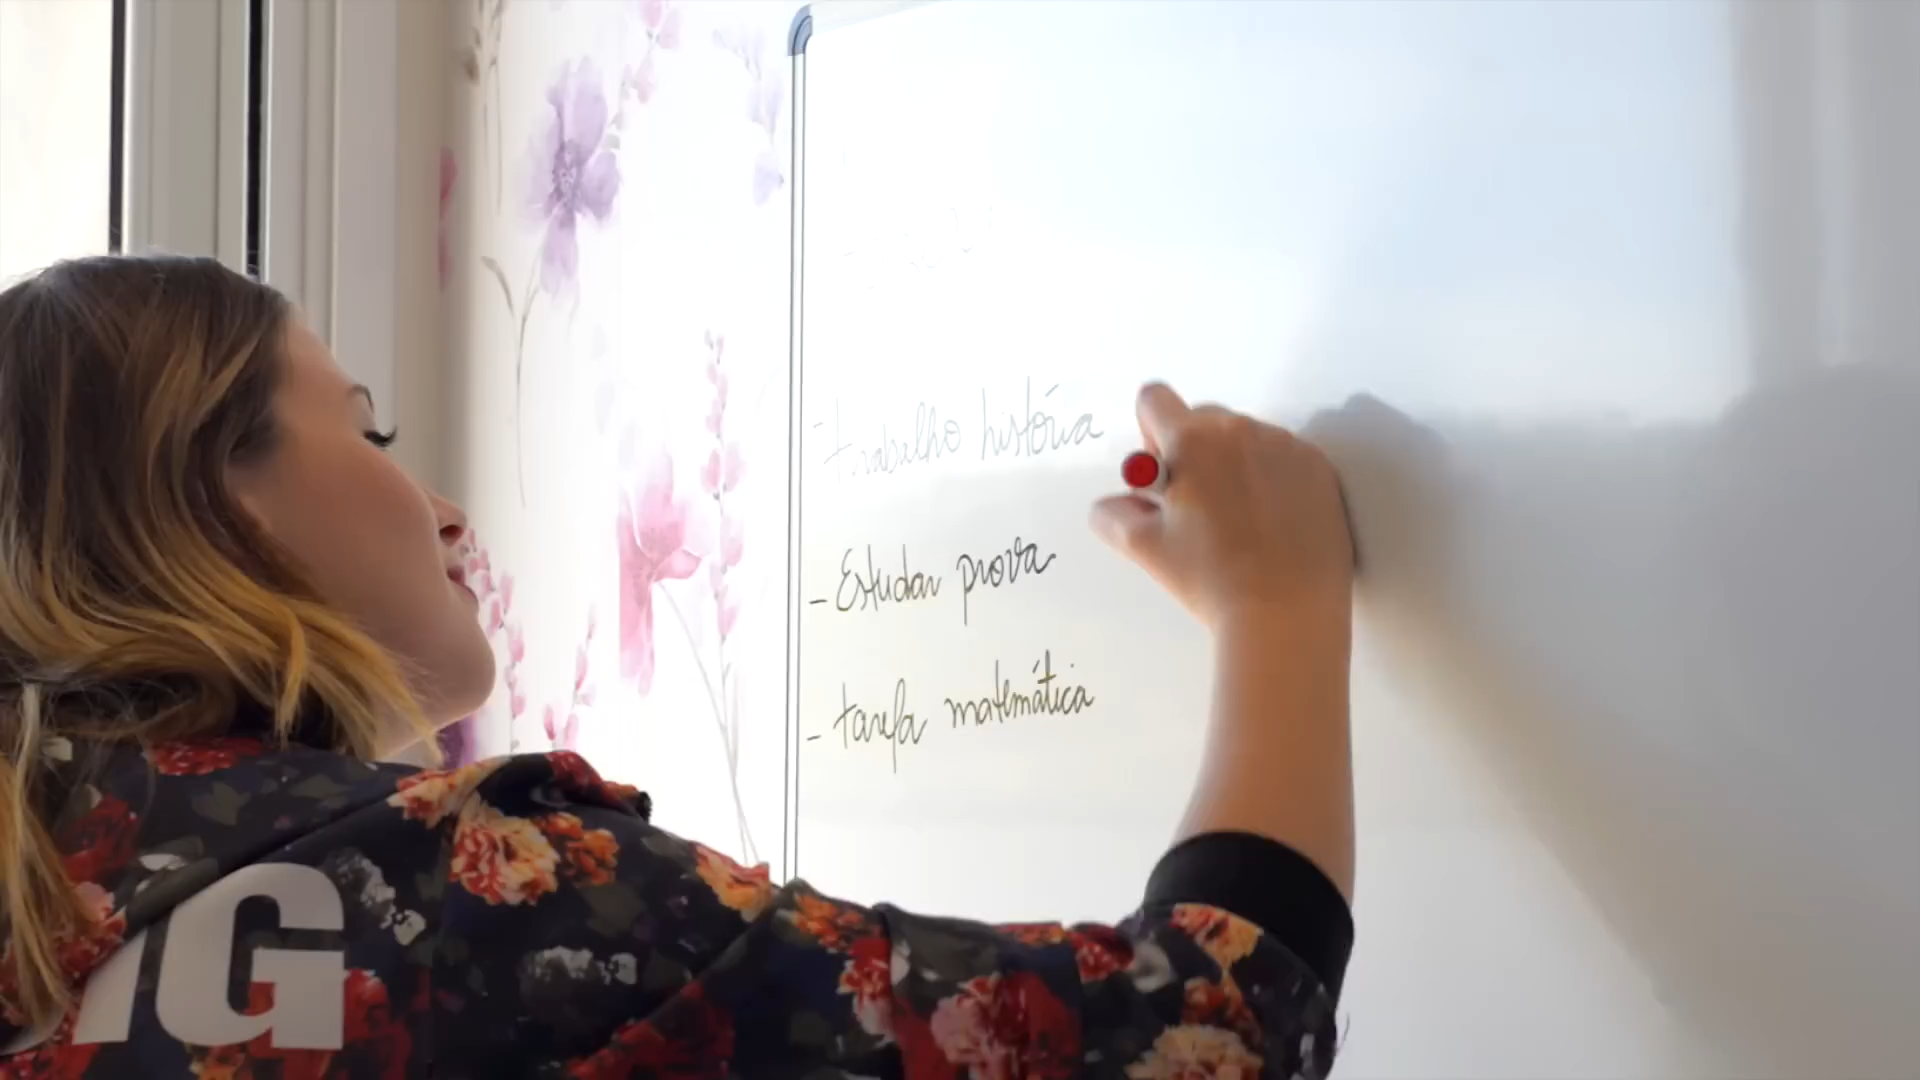 - trabalho história
- Estudar prova
- tarefa matemática